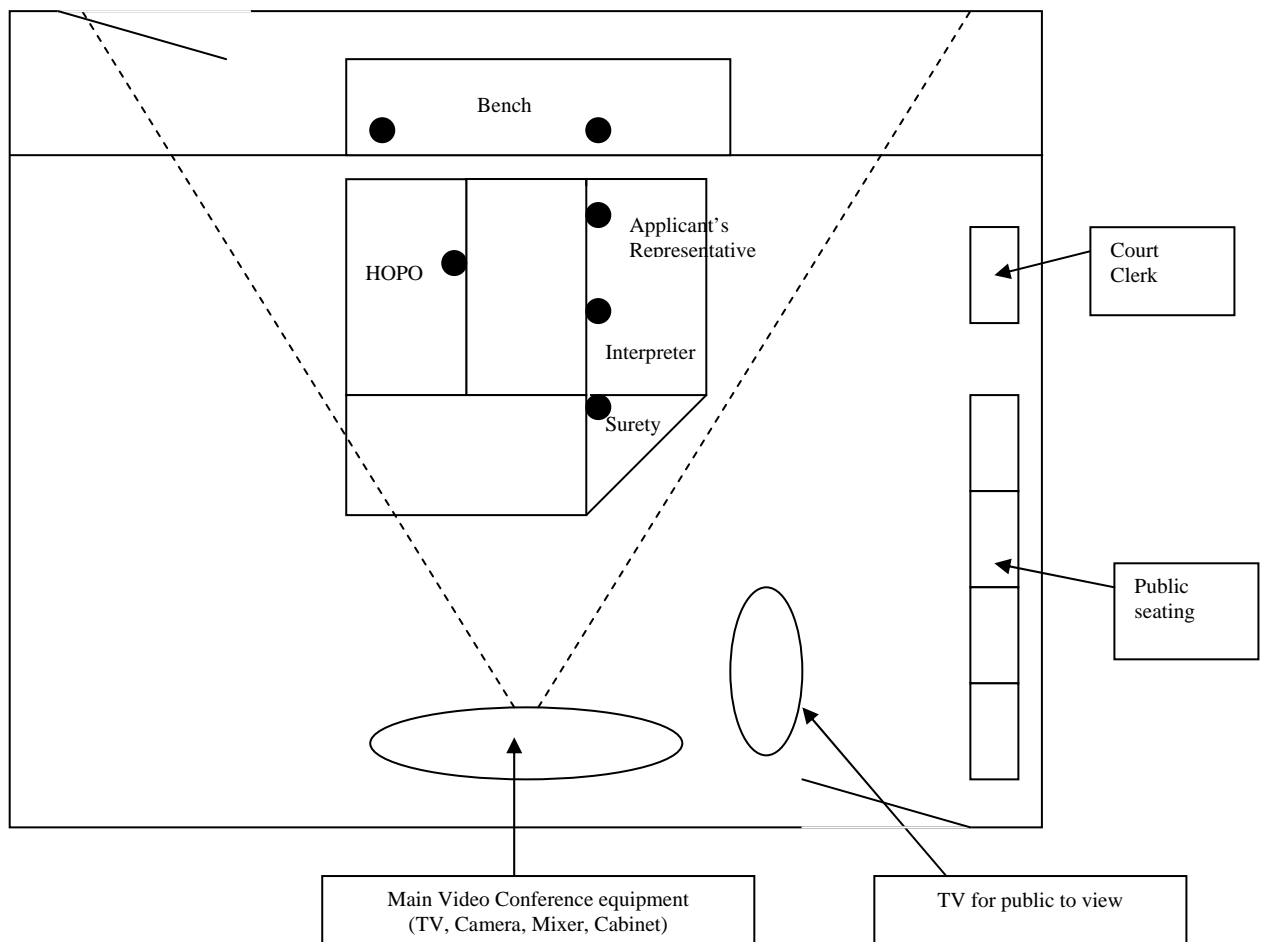 Bench
Applicant's
Representative
HOPO
Court
Clerk
Interpreter
Surety
Public
seating
Main Video Conference equipment
(TV, Camera, Mixer, Cabinet)
TV for public to view